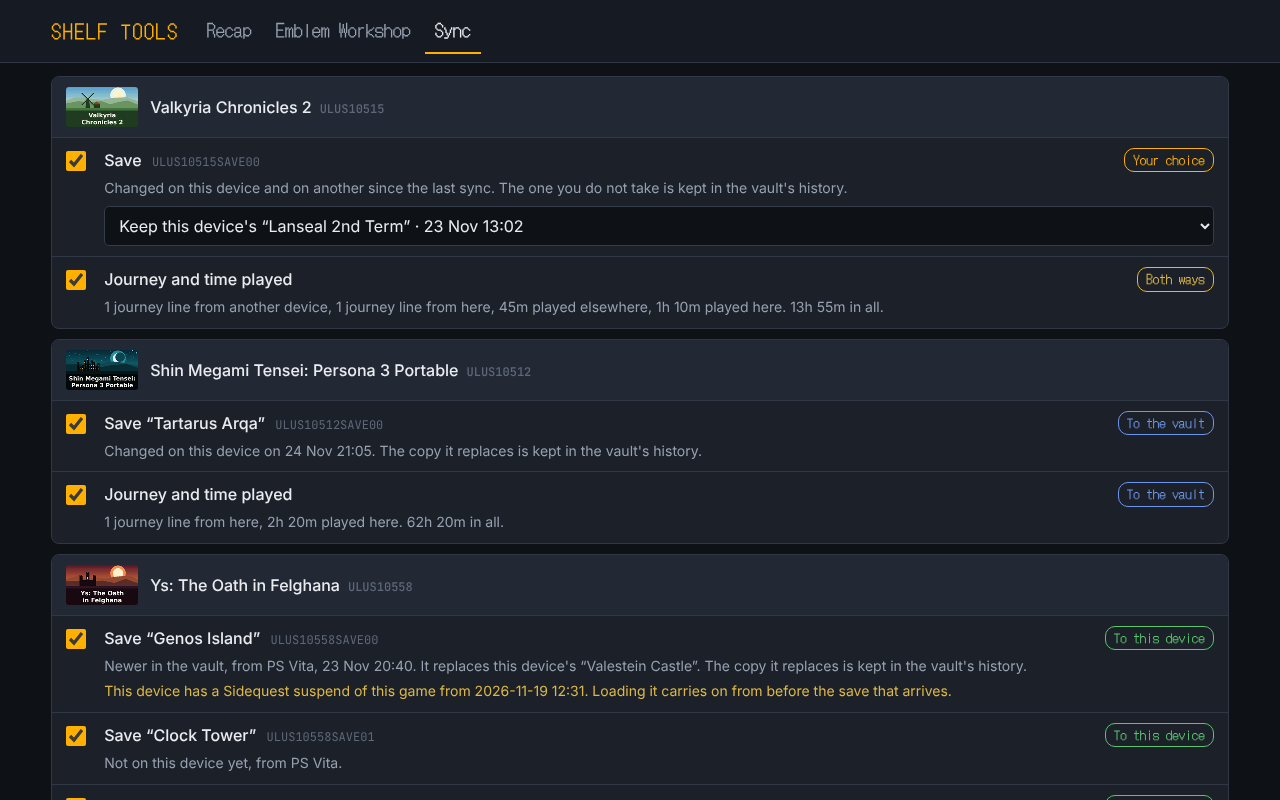 SHELF TOOLS Recap Emblem Workshop Sync
Valkyria Chronicles 2
Valkyria Chronicles 2 ULUS10515
Save ULUS10515SAVE00 Your choice
Changed on this device and on another since the last sync. The one you do not take is kept in the vault's history.
Keep this device's “Lanseal 2nd Term” · 23 Nov 13:02
Journey and time played Both ways
1 journey line from another device, 1 journey line from here, 45m played elsewhere, 1h 10m played here. 13h 55m in all.
Shin Megami Tensei: Persona 3 Portable
Shin Megami Tensei: Persona 3 Portable ULUS10512
Save “Tartarus Arqa” ULUS10512SAVE00 To the vault
Changed on this device on 24 Nov 21:05. The copy it replaces is kept in the vault's history.
Journey and time played To the vault
1 journey line from here, 2h 20m played here. 62h 20m in all.
Ys: The Oath in Felghana
Ys: The Oath in Felghana ULUS10558
Save “Genos Island” ULUS10558SAVE00 To this device
Newer in the vault, from PS Vita, 23 Nov 20:40. It replaces this device's “Valestein Castle”. The copy it replaces is kept in the vault's history.
This device has a Sidequest suspend of this game from 2026-11-19 12:31. Loading it carries on from before the save that arrives.
Save “Clock Tower” ULUS10558SAVE01 To this device
Not on this device yet, from PS Vita.